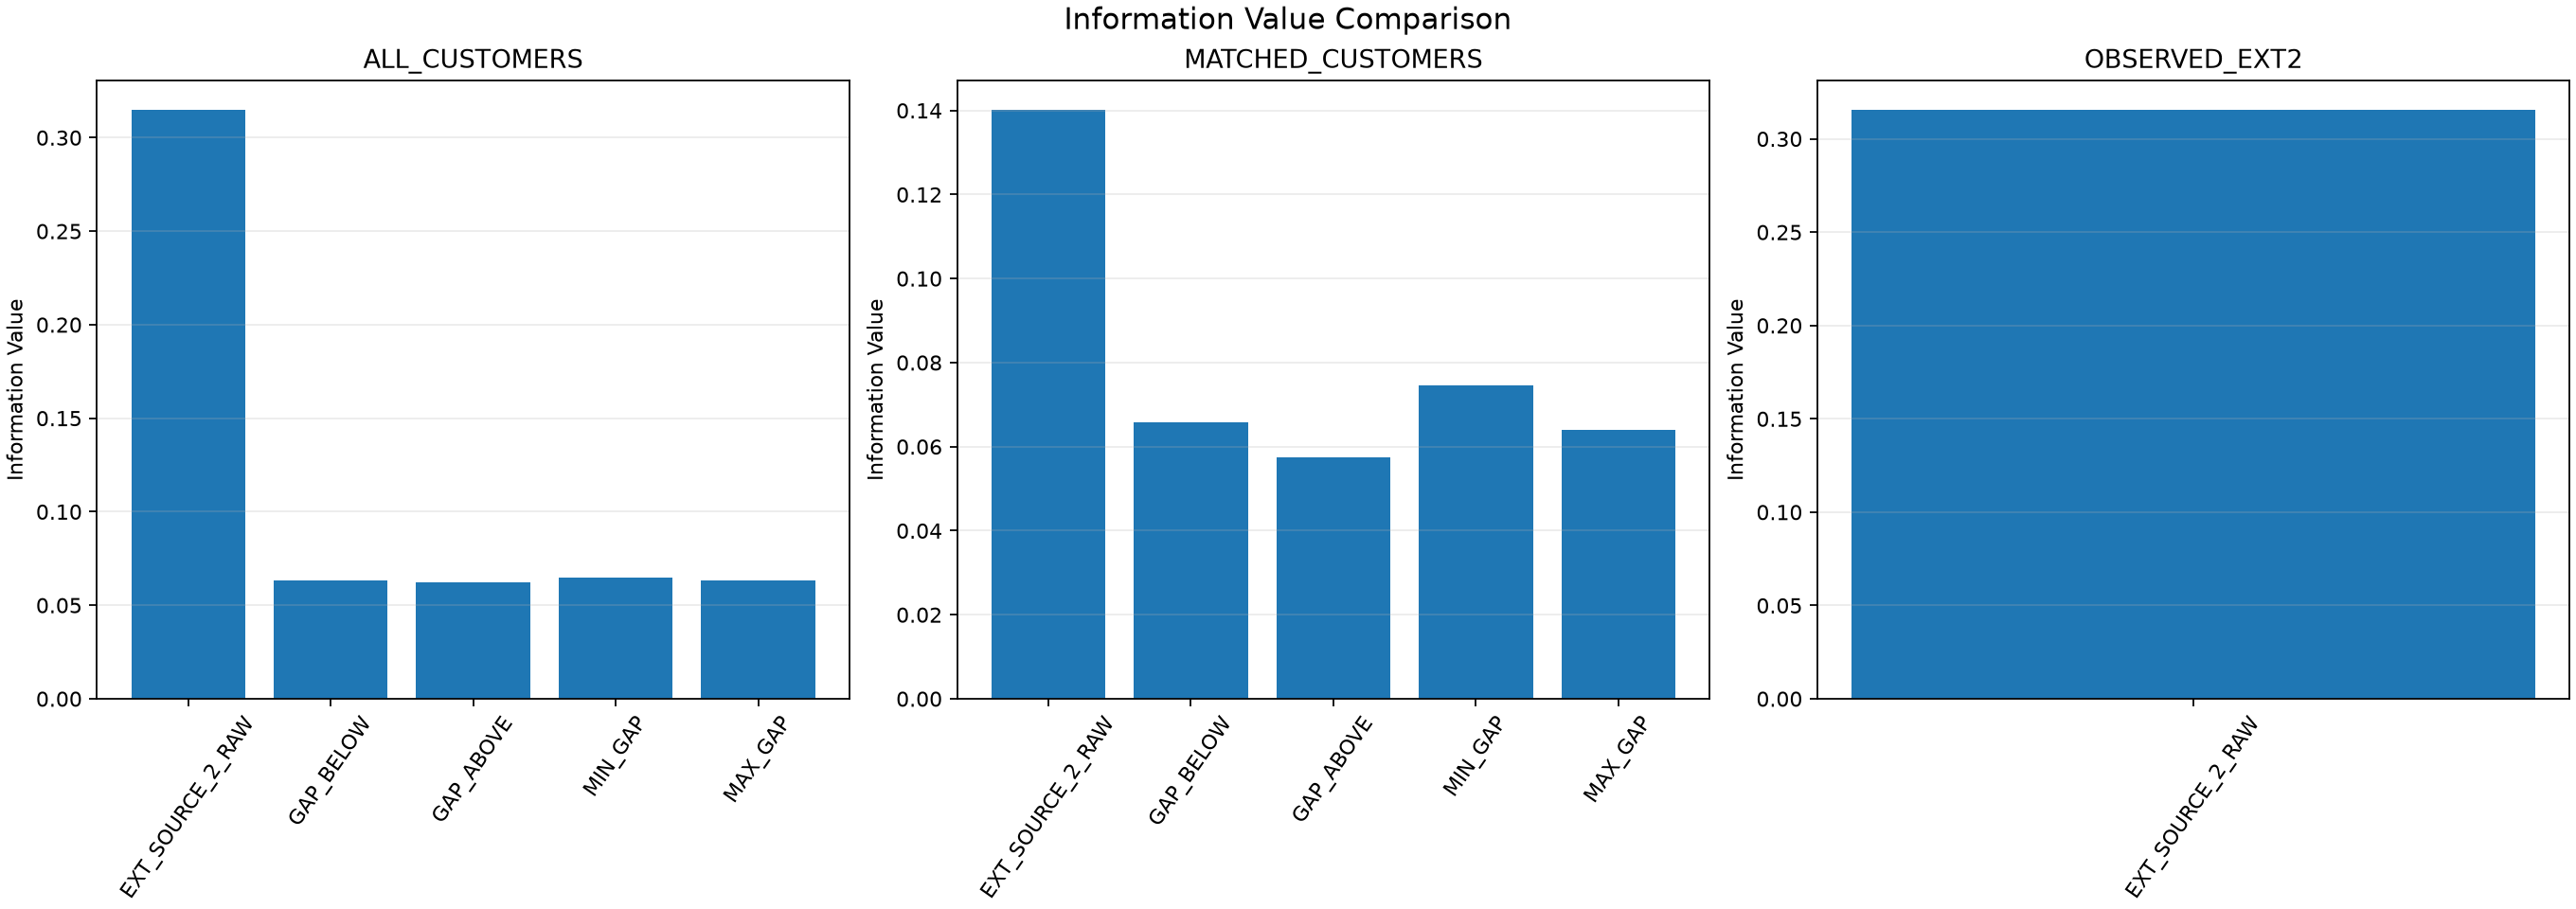 Information Value Comparison
ALL_CUSTOMERS
Information Value
0.30
0.25
0.20
0.15
0.10
0.05
0.00
EXT_SOURCE_2_RAW
GAP_BELOW
GAP_ABOVE
MIN_GAP
MAX_GAP
MATCHED_CUSTOMERS
Information Value
0.14
0.12
0.10
0.08
0.06
0.04
0.02
0.00
EXT_SOURCE_2_RAW
GAP_BELOW
GAP_ABOVE
MIN_GAP
MAX_GAP
OBSERVED_EXT2
Information Value
0.30
0.25
0.20
0.15
0.10
0.05
0.00
EXT_SOURCE_2_RAW